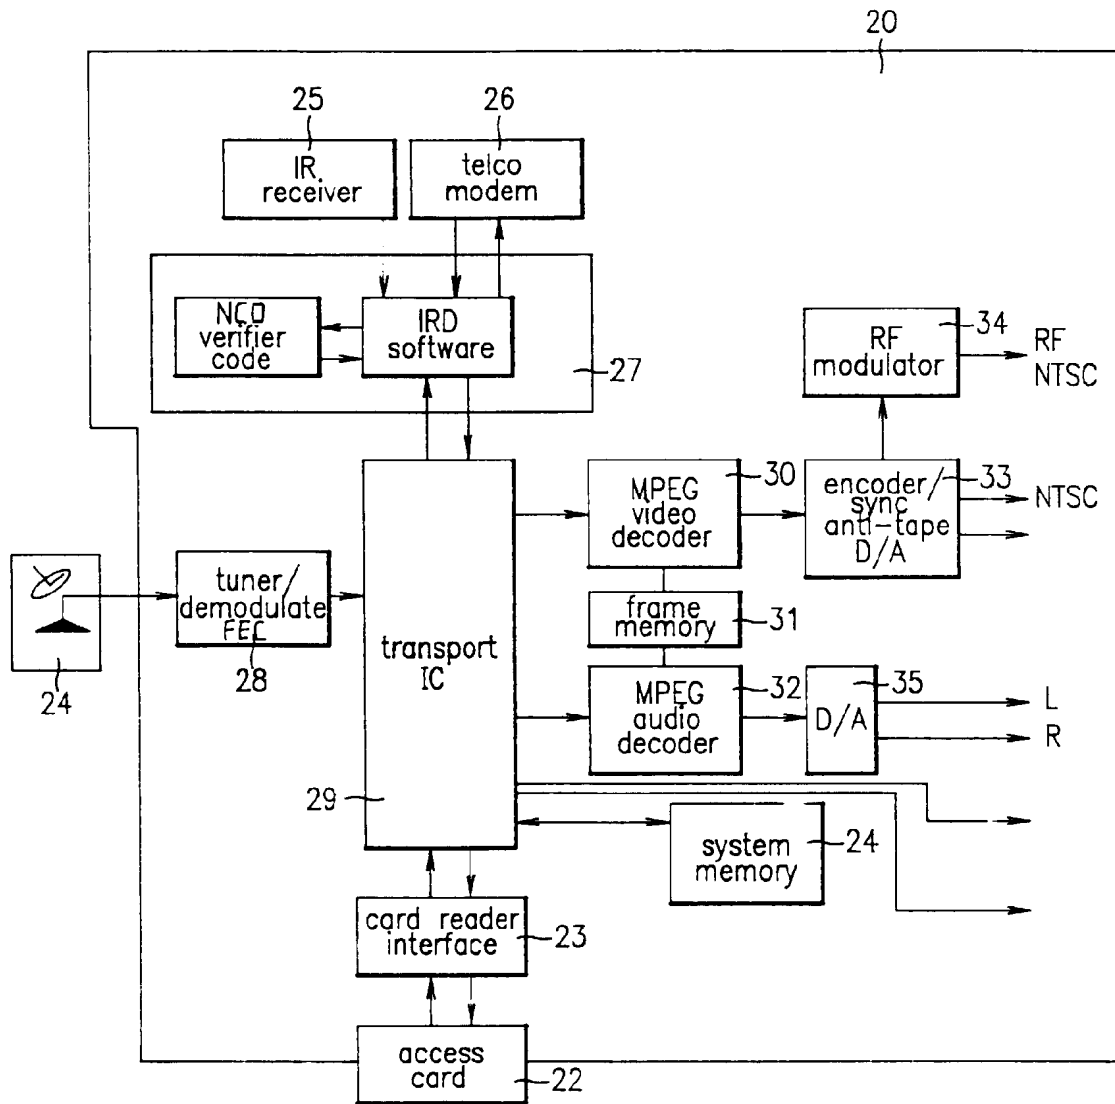 20
25
26
IR
receiver
telco
modem
NCD
verifier
code
IRD
software
27
RF
modulator
34
RF
NTSC
MPEG
video
decoder
30
encoder/
sync
anti-tape
D/A
33
NTSC
tuner/
demodulate
FEC
28
24
transport
IC
29
frame
memory
31
MPEG
audio
decoder
32
D/A
35
L
R
system
memory
24
card reader
interface
23
access
card
22